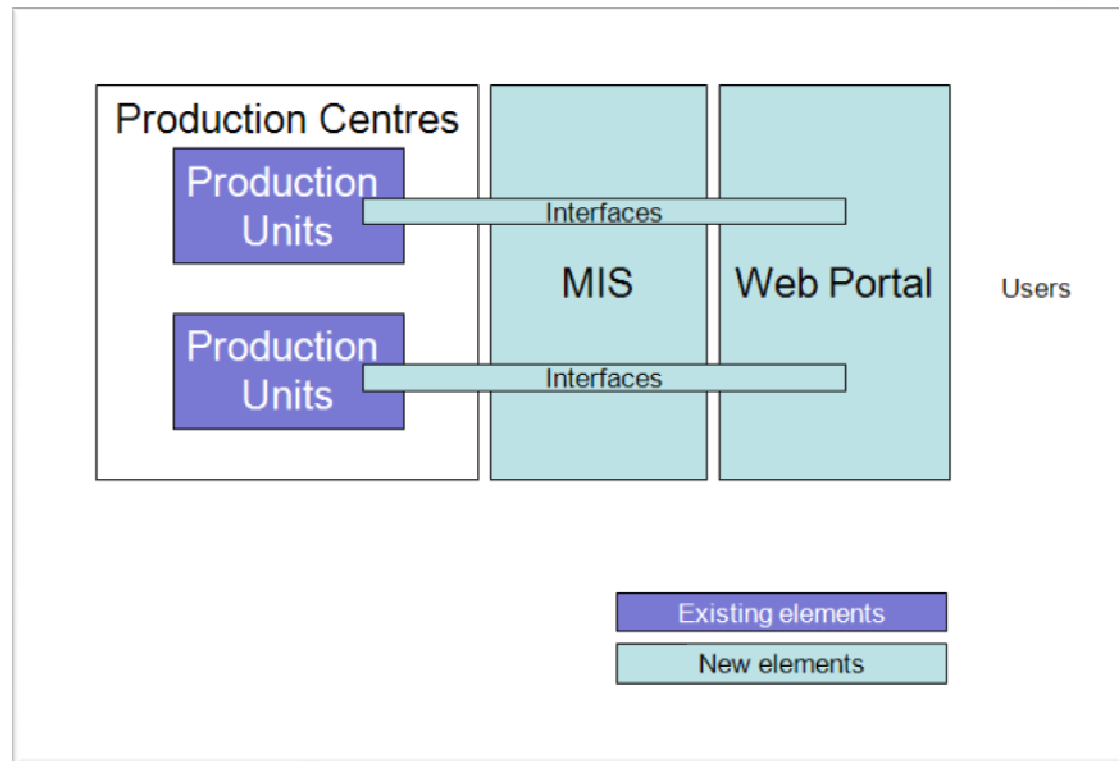 Production Centres
Production
Units
Interfaces
Production
Units
Interfaces
MIS
Web Portal
Users
Existing elements
New elements